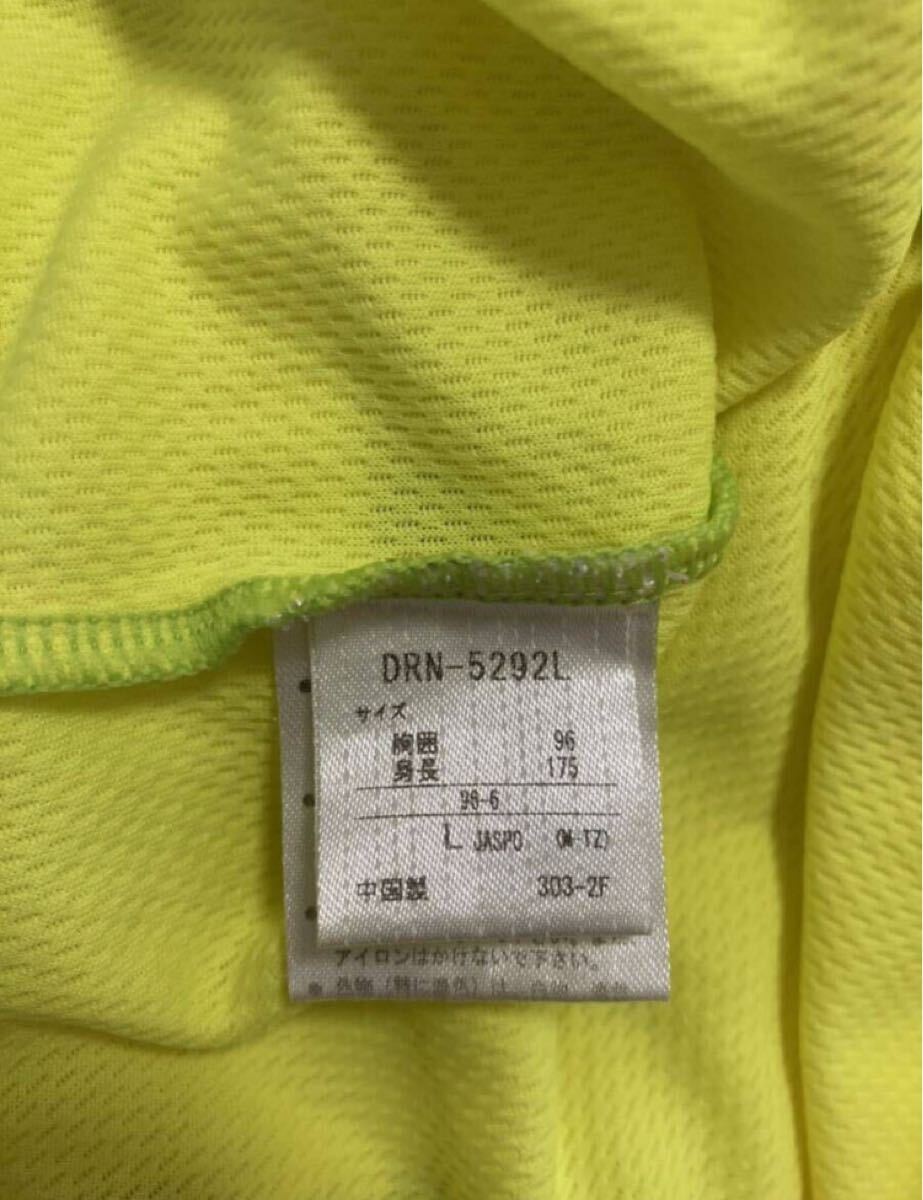 DRN-5292L
サイズ
胸囲 96
身長 175
96-6
L JASPO (M-TZ)
中国製 303-2F
アイロンはかけないで下さい。